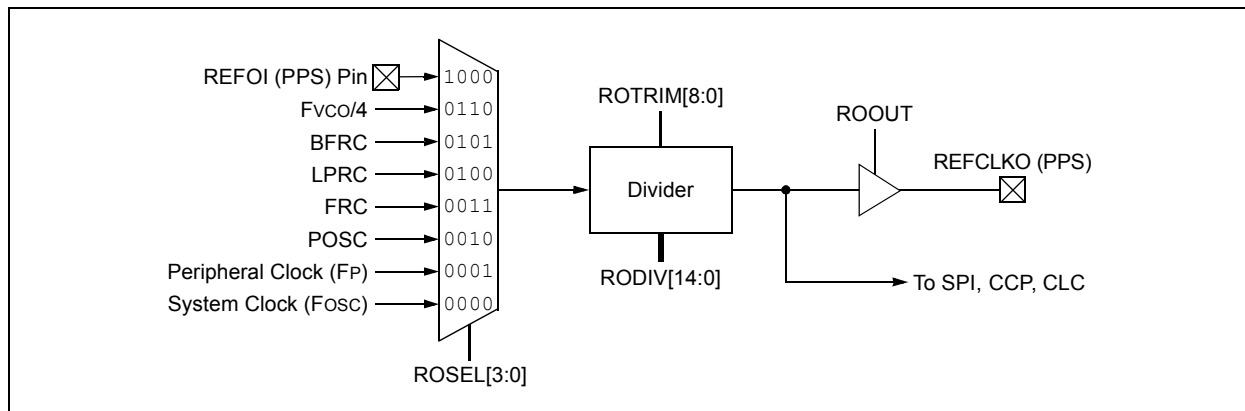 REFOI (PPS) Pin
1000
FVCO/4
0110
BFRC
0101
LPRC
0100
FRC
0011
POSC
0010
Peripheral Clock (FP)
0001
System Clock (FOSC)
0000
ROSEL[3:0]
ROTRIM[8:0]
Divider
RODIV[14:0]
ROOUT
REFCLKO (PPS)
To SPI, CCP, CLC